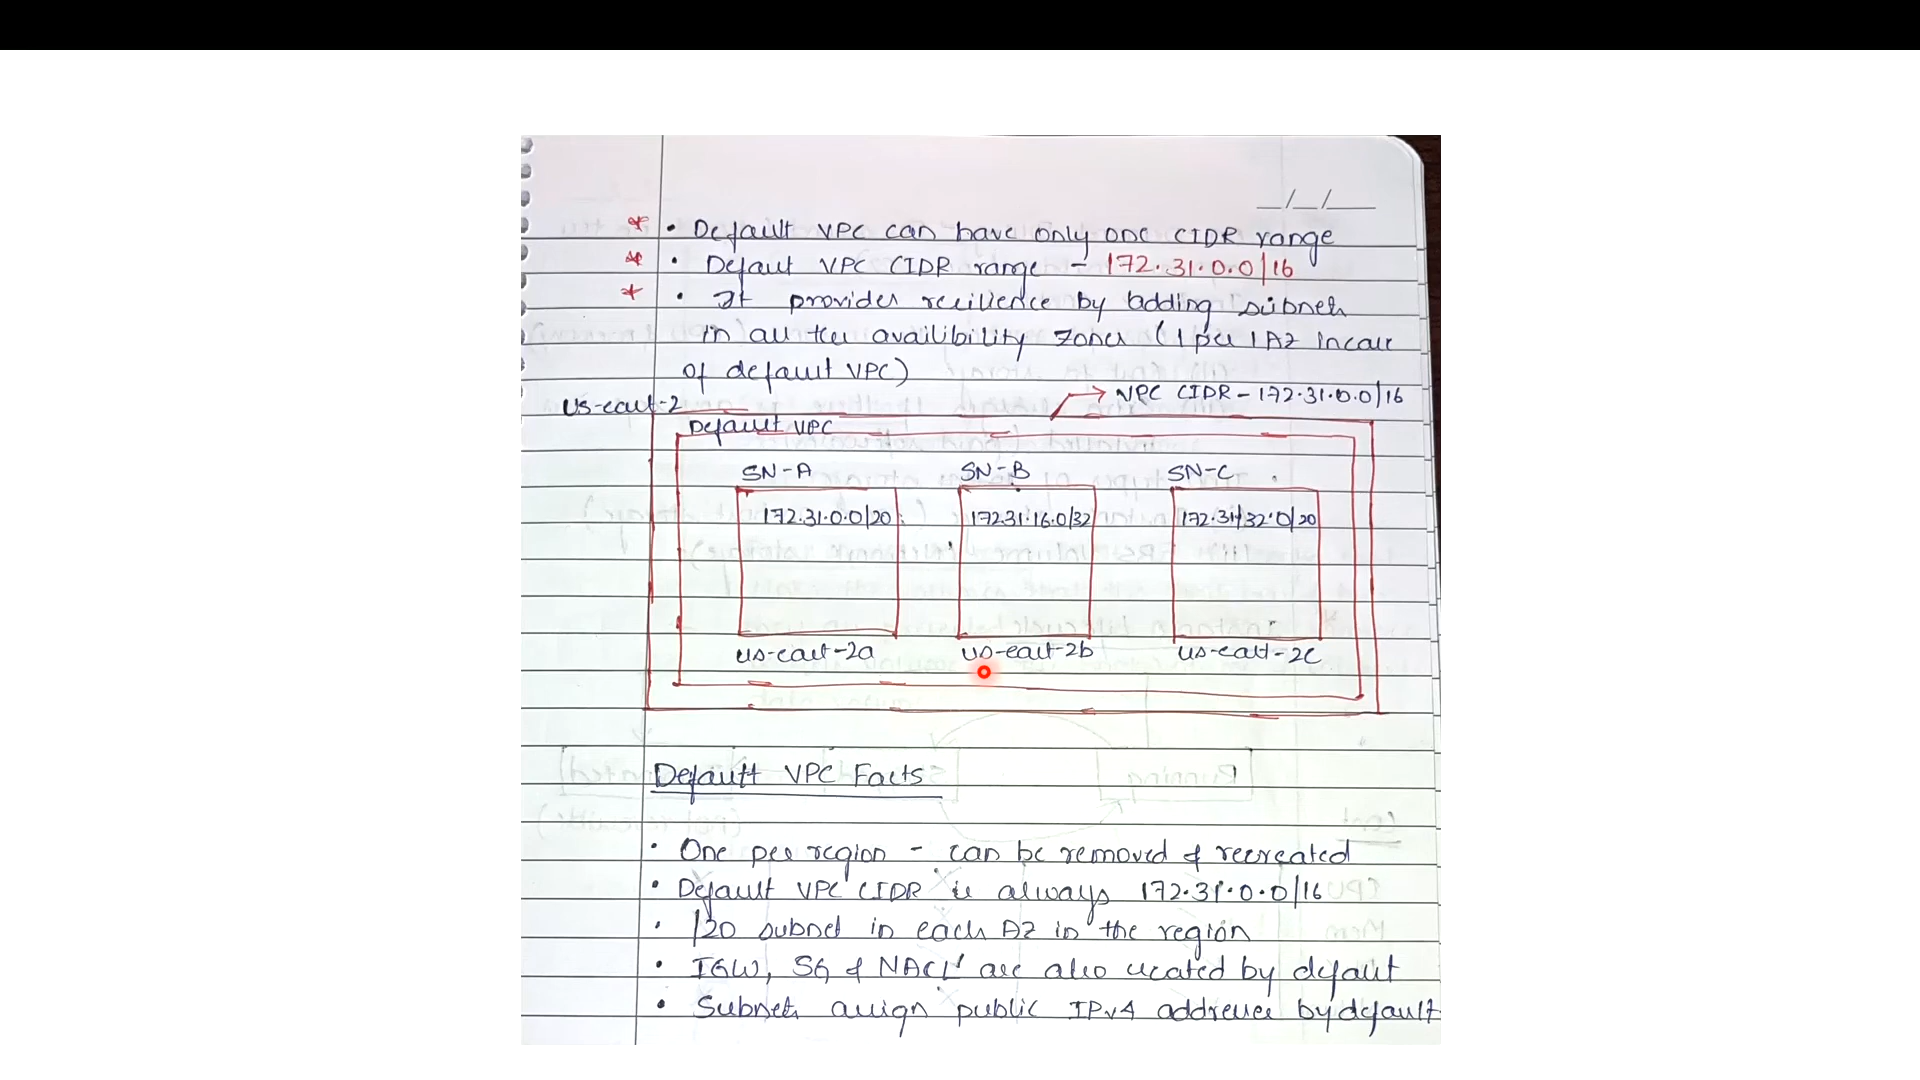 _/_/__
* • Default VPC can have only one CIDR range
* • Defaut VPC CIDR range - 172.31.0.0/16
* • It provides resilience by adding subnets
in all the availibility zones (1 per 1 AZ incase
of default VPC)
VPC CIDR - 172.31.0.0/16
us-east-2
Default VPC
SN-A SN-B SN-C
172.31.0.0/20 172.31.16.0/32 172.31.32.0/20
us-east-2a us-east-2b us-east-2c
Default VPC Facts
• One per region - can be removed & recreated
• Default VPC CIDR is always 172.31.0.0/16
• /20 subnet in each AZ in the region
• IGW, SG & NACL are also created by defaut
• Subnets assign public IPv4 addresses by default